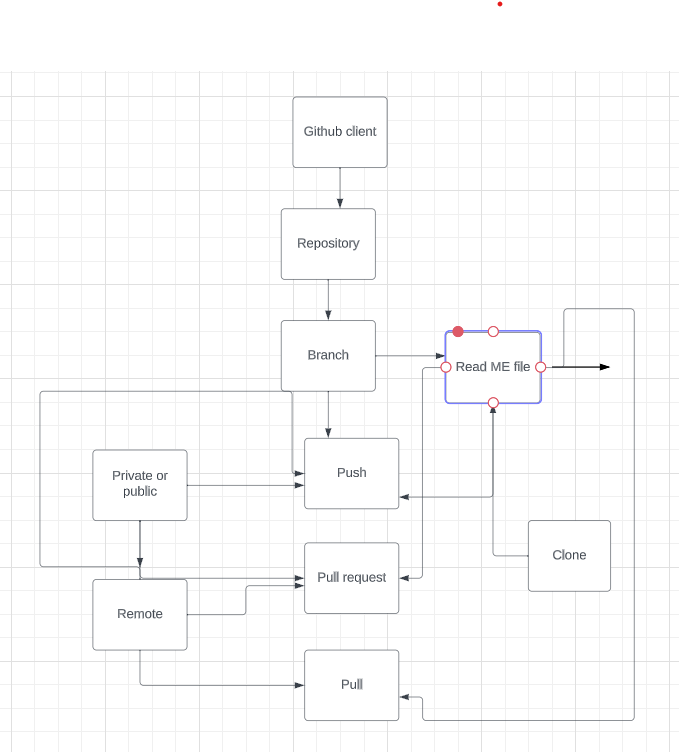 Github client
Repository
Branch
Read ME file
Push
Private or
public
Clone
Pull request
Remote
Pull